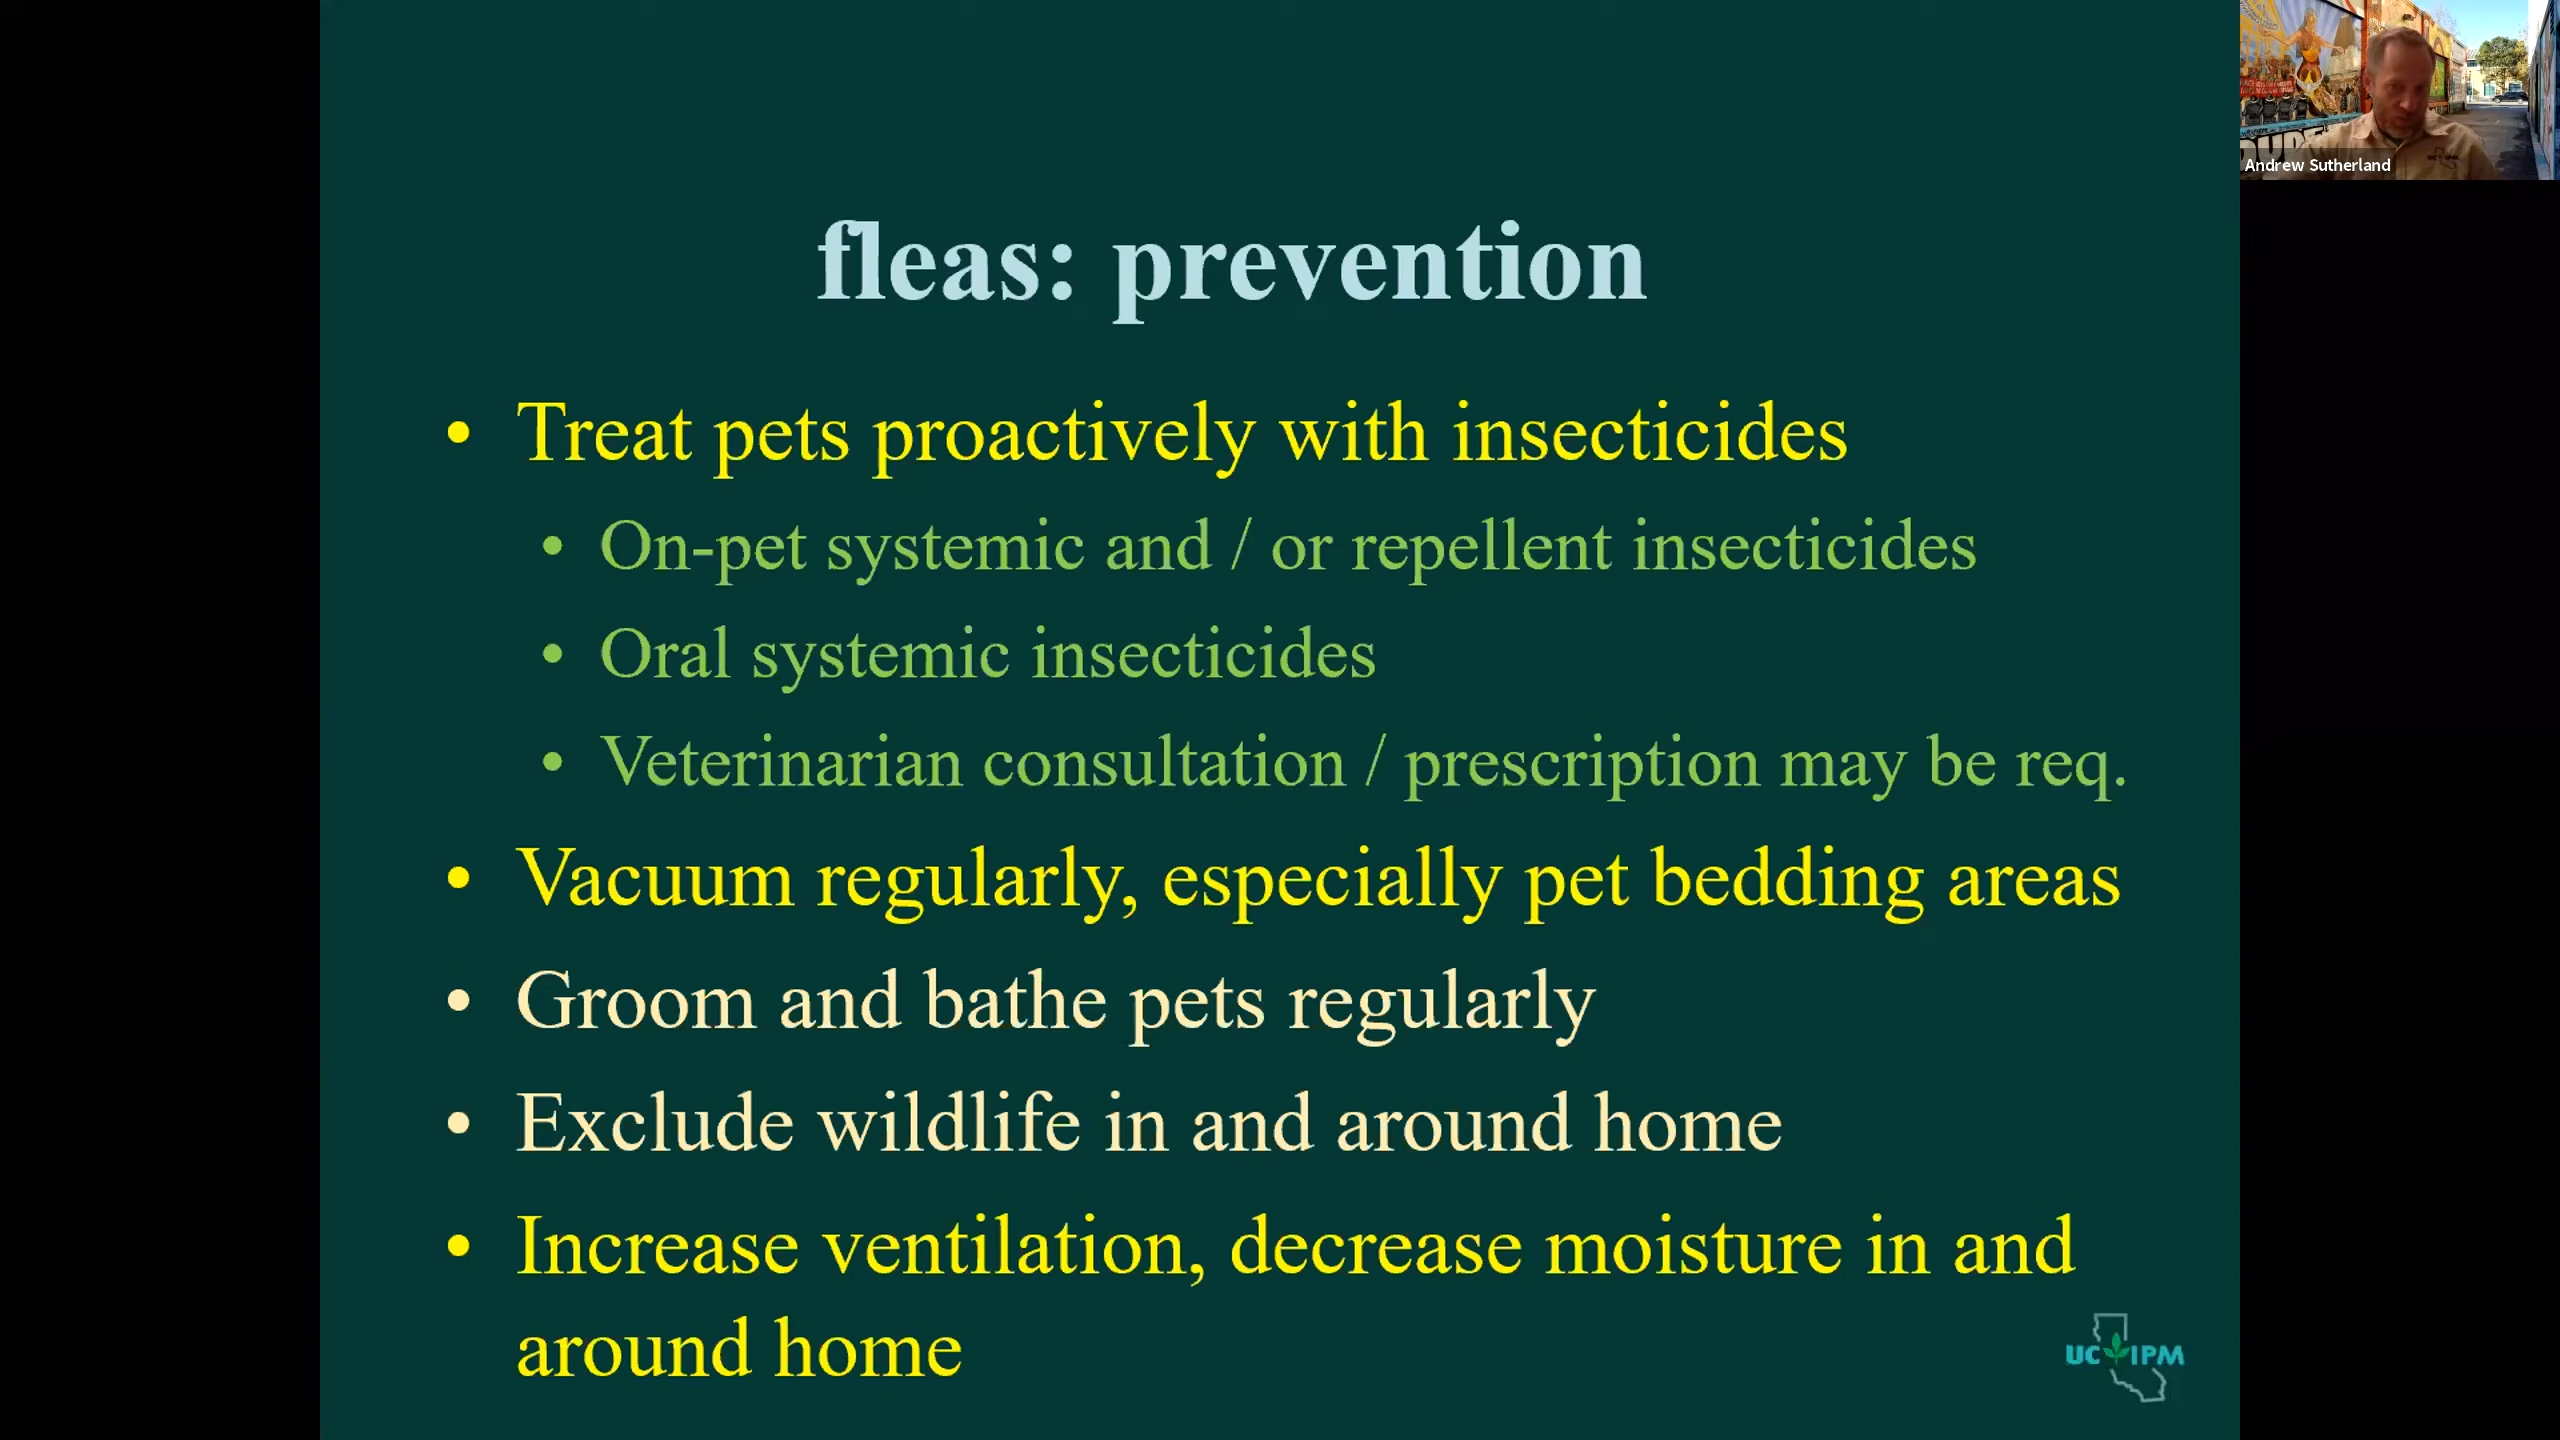 fleas: prevention
• Treat pets proactively with insecticides
• On-pet systemic and / or repellent insecticides
• Oral systemic insecticides
• Veterinarian consultation / prescription may be req.
• Vacuum regularly, especially pet bedding areas
• Groom and bathe pets regularly
• Exclude wildlife in and around home
• Increase ventilation, decrease moisture in and
around home
UC IPM
Andrew Sutherland